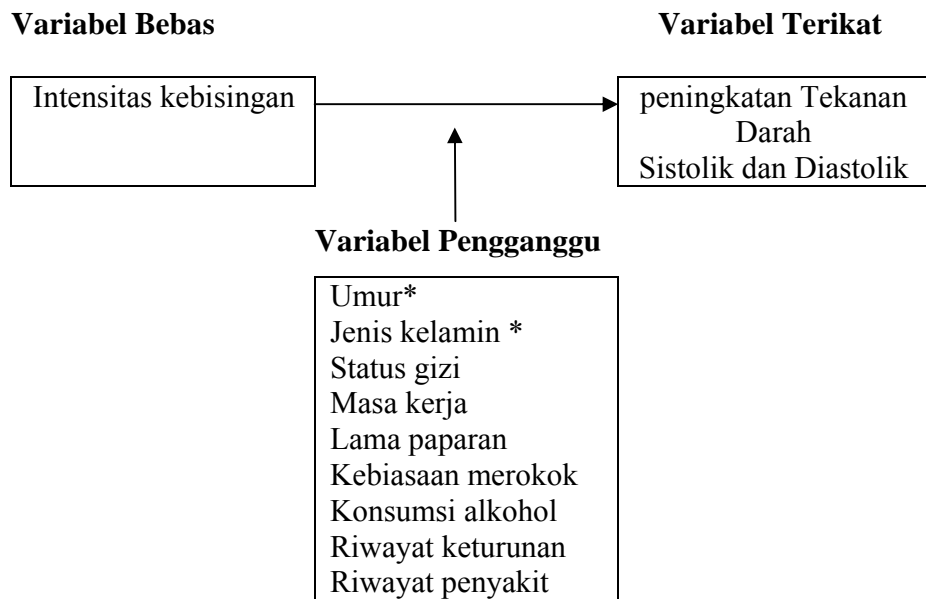 Variabel Bebas
Variabel Terikat
Intensitas kebisingan
peningkatan Tekanan
Darah
Sistolik dan Diastolik
Variabel Pengganggu
Umur*
Jenis kelamin *
Status gizi
Masa kerja
Lama paparan
Kebiasaan merokok
Konsumsi alkohol
Riwayat keturunan
Riwayat penyakit